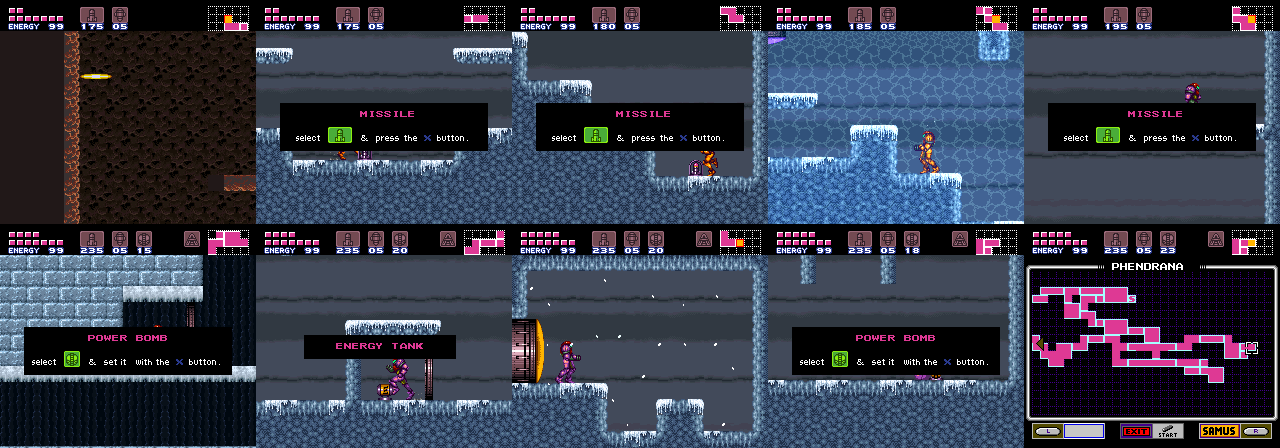 ENERGY 99 175 05
ENERGY 99 175 05
MISSILE
select & press the X button.
ENERGY 99 180 05
MISSILE
select & press the X button.
ENERGY 99 185 05
ENERGY 99 195 05
MISSILE
select & press the X button.
ENERGY 99 235 05 15
POWER BOMB
select & set it with the X button.
ENERGY 99 235 05 20
ENERGY TANK
ENERGY 99 235 05 20
ENERGY 99 235 05 18
POWER BOMB
select & set it with the X button.
ENERGY 99 235 05 23
PHENDRANA
L EXIT START SAMUS R